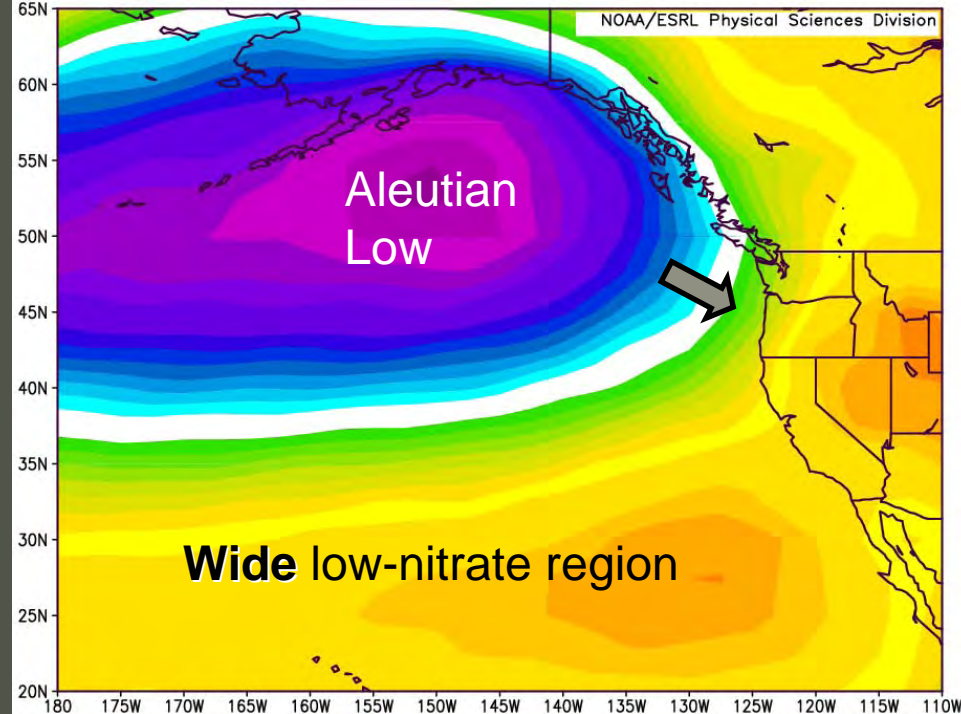 65N
NOAA/ESRL Physical Sciences Division
60N
55N
Aleutian
Low
50N
45N
40N
35N
30N
Wide low-nitrate region
25N
20N
180 175W 170W 165W 160W 155W 150W 145W 140W 135W 130W 125W 120W 115W 110W